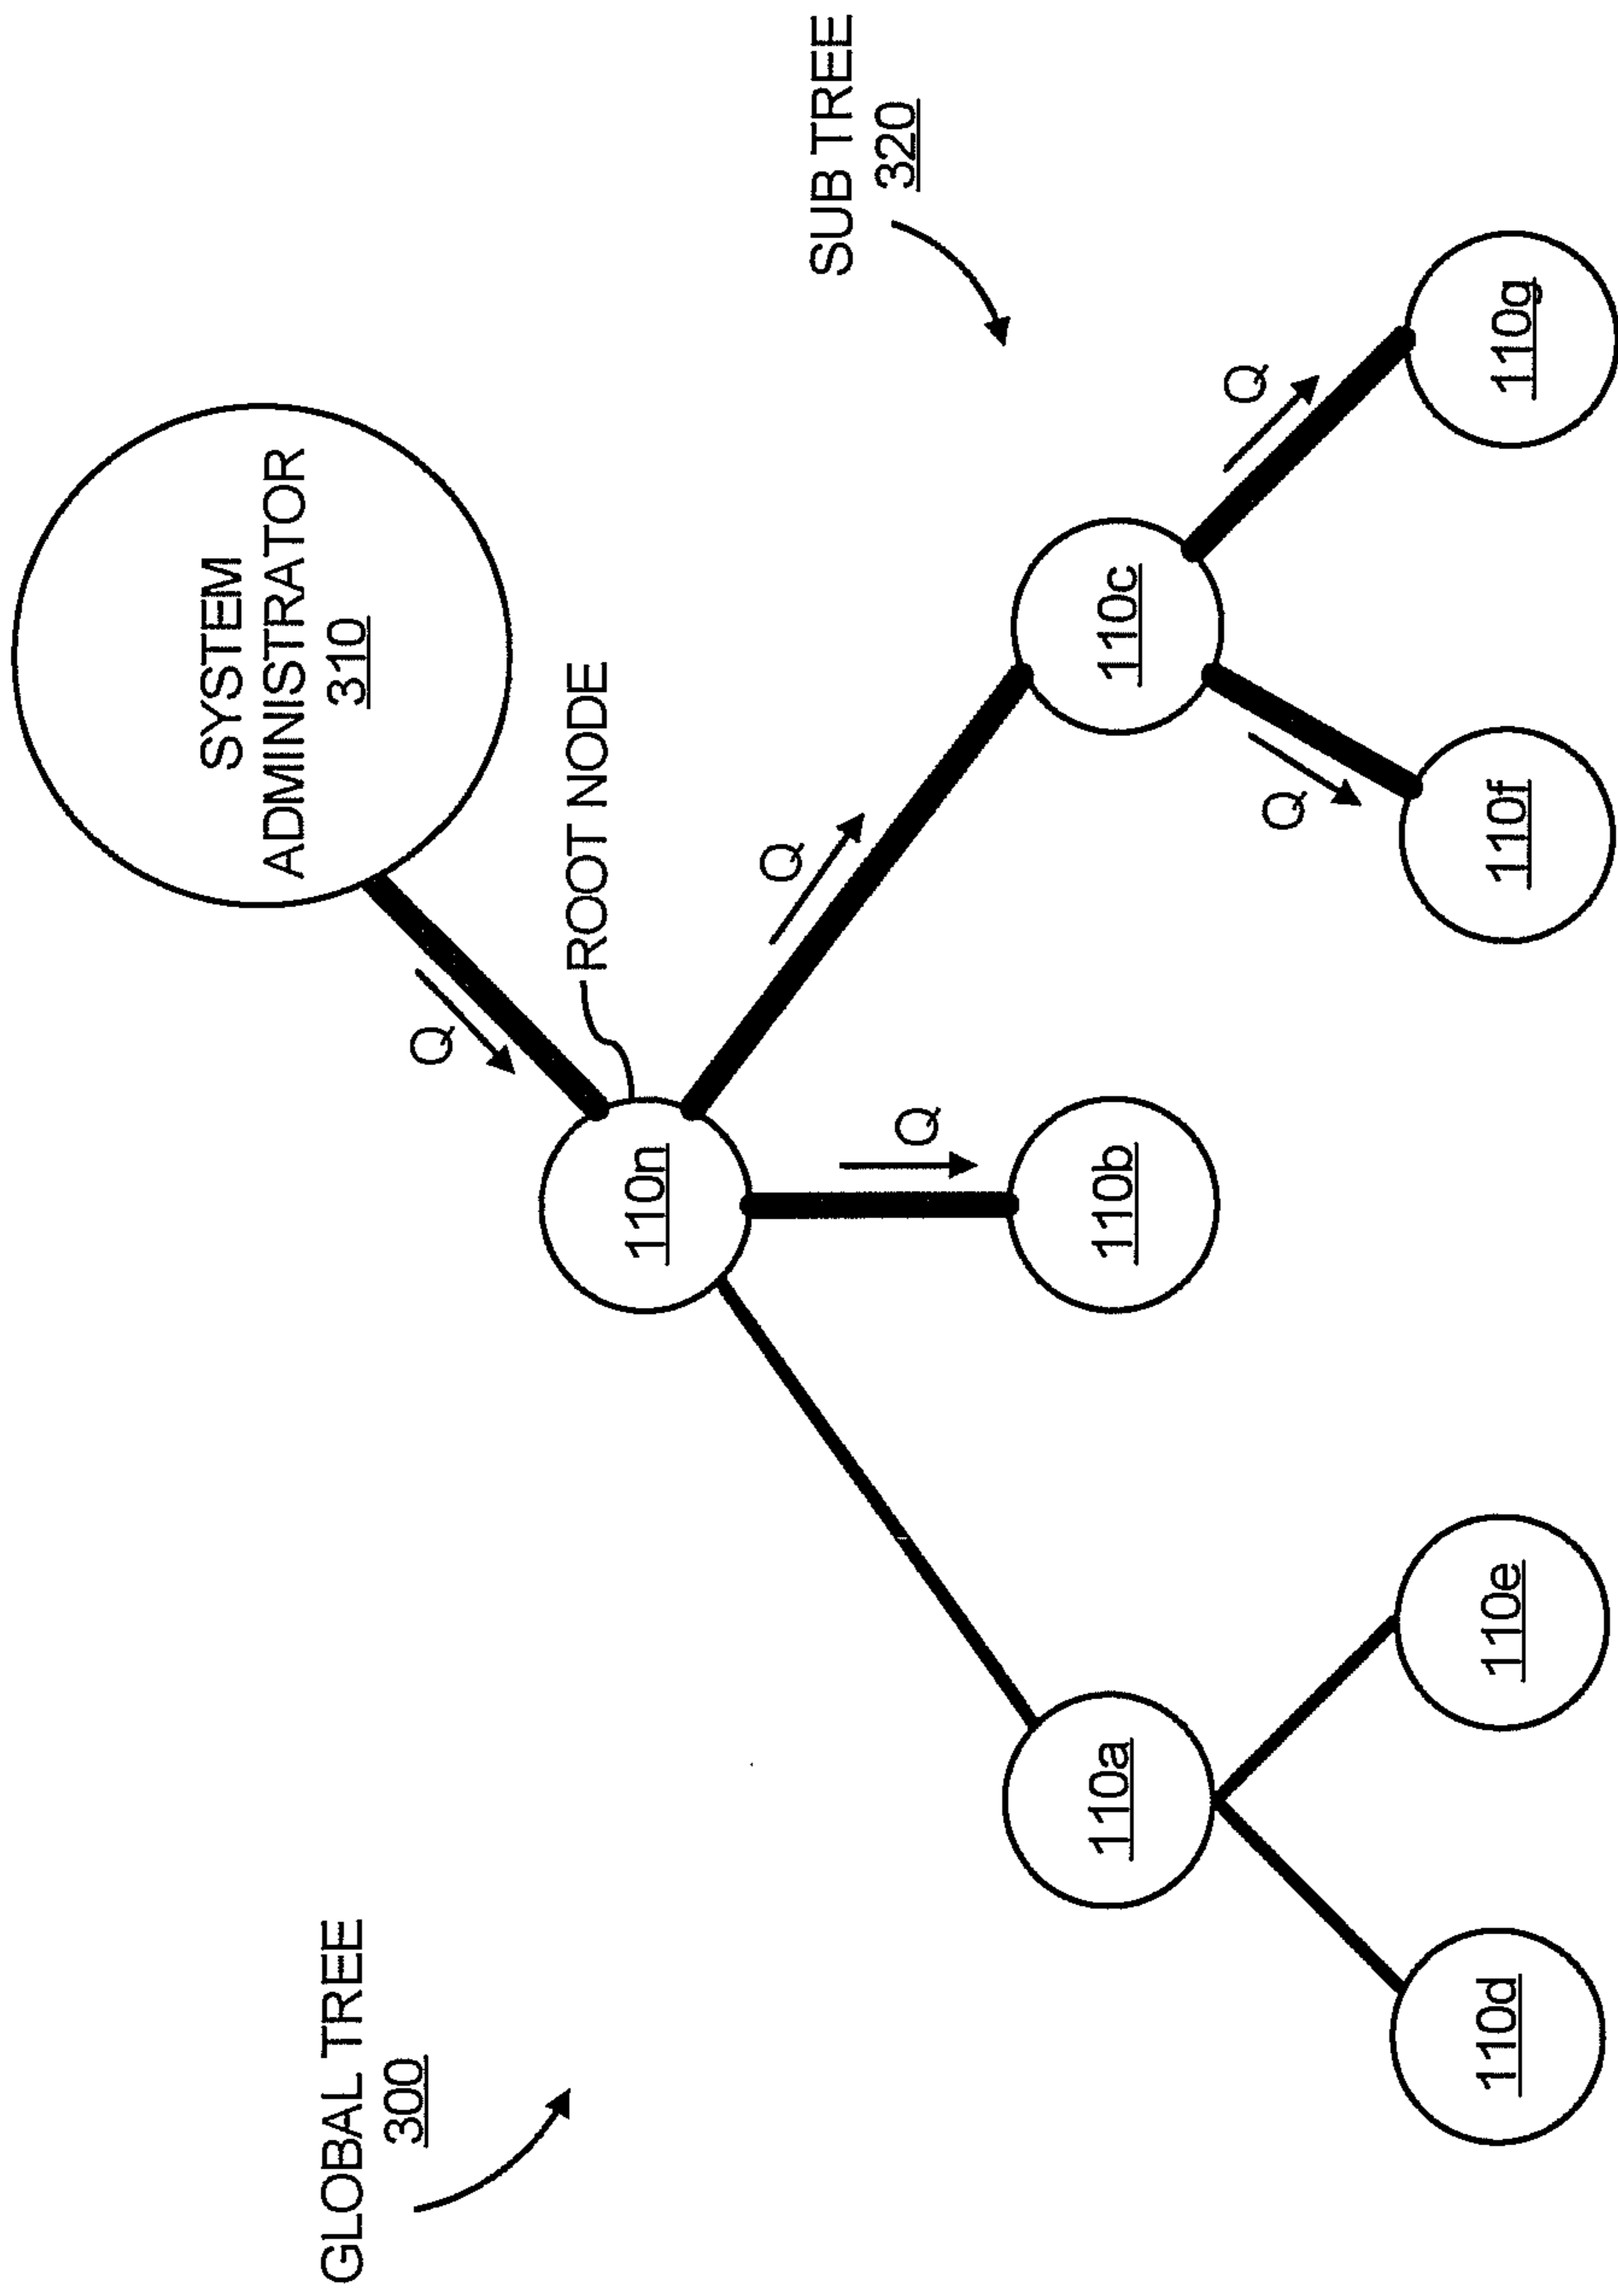 GLOBAL TREE
300
SYSTEM
ADMINISTRATOR
310
Q
ROOT NODE
110n
Q
Q
SUB TREE
320
110a
110b
110c
Q
Q
110d
110e
110f
110g